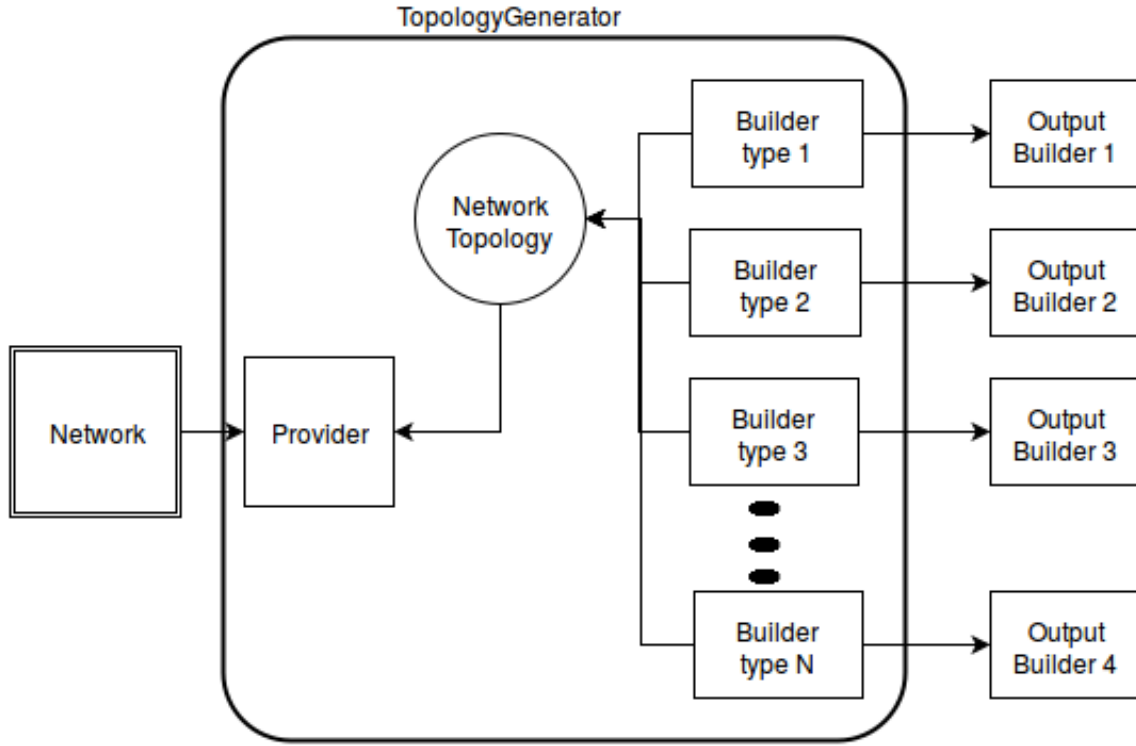 TopologyGenerator
Builder
type 1
Output
Builder 1
Network
Topology
Builder
type 2
Output
Builder 2
Network
Provider
Builder
type 3
Output
Builder 3
Builder
type N
Output
Builder 4